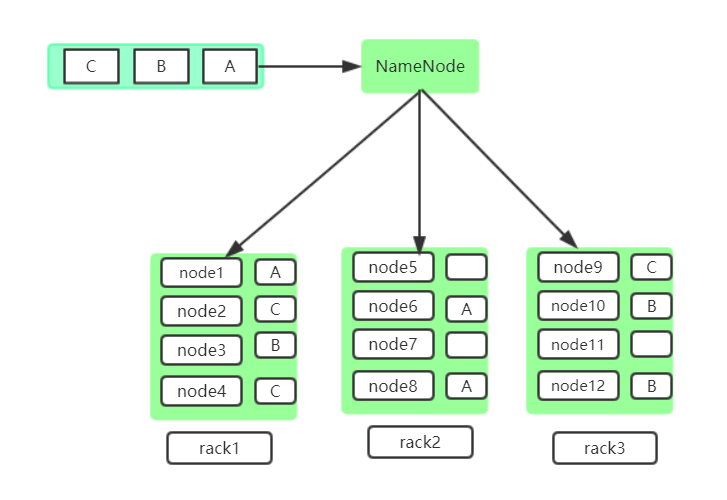 C B A
NameNode
node1 A
node2 C
node3 B
node4 C
rack1
node5
node6 A
node7
node8 A
rack2
node9 C
node10 B
node11
node12 B
rack3